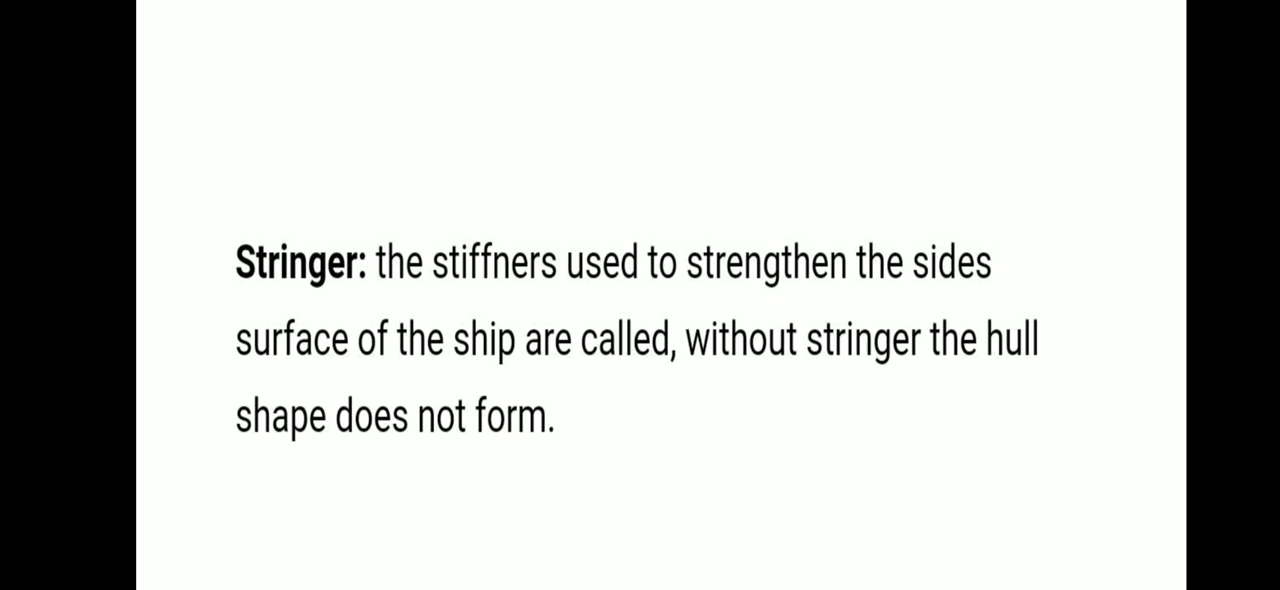 Stringer: the stiffners used to strengthen the sides
surface of the ship are called, without stringer the hull
shape does not form.